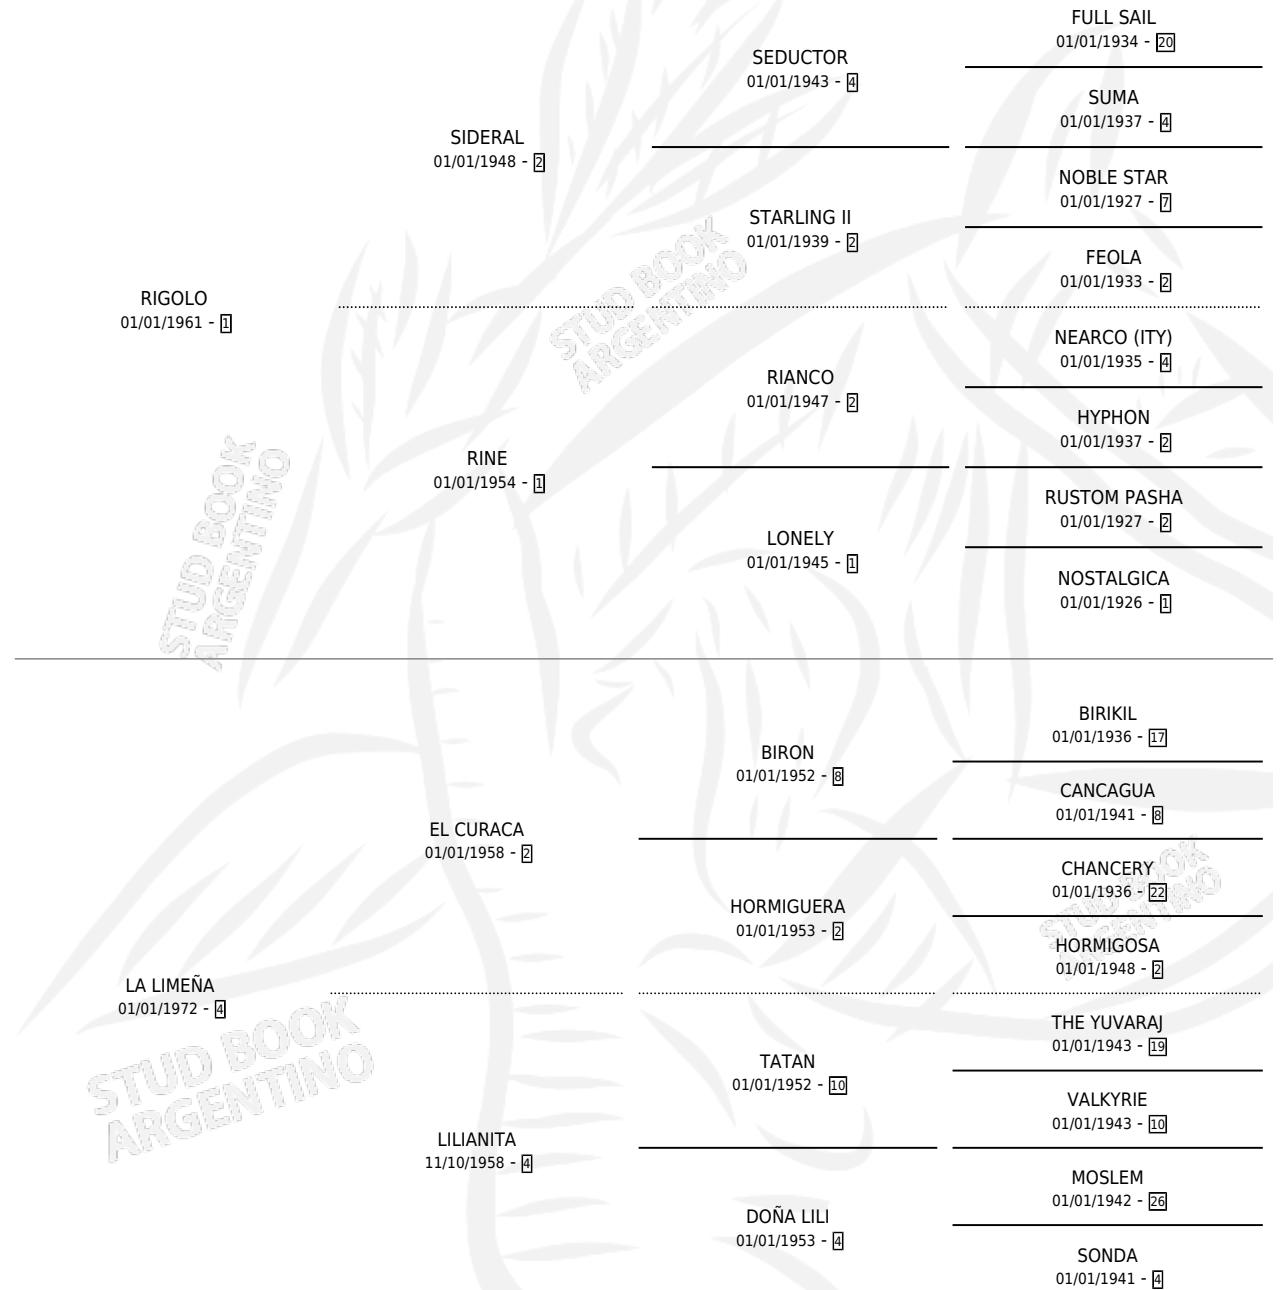 FULL SAIL
01/01/1934 - 20
SEDUCTOR
01/01/1943 - 4
SUMA
01/01/1937 - 4
SIDERAL
01/01/1948 - 2
NOBLE STAR
01/01/1927 - 7
STARLING II
01/01/1939 - 2
FEOLA
01/01/1933 - 2
RIGOLO
01/01/1961 - 1
NEARCO (ITY)
01/01/1935 - 4
RIANCO
01/01/1947 - 2
HYPHON
01/01/1937 - 2
RINE
01/01/1954 - 1
RUSTOM PASHA
01/01/1927 - 2
LONELY
01/01/1945 - 1
NOSTALGICA
01/01/1926 - 1
STUD BOOK
ARGENTINO
STUD BOOK
ARGENTINO
BIRIKIL
01/01/1936 - 17
BIRON
01/01/1952 - 8
CANCAGUA
01/01/1941 - 8
EL CURACA
01/01/1958 - 2
CHANCERY
01/01/1936 - 22
HORMIGUERA
01/01/1953 - 2
HORMIGOSA
01/01/1948 - 2
STUD BOOK
ARGENTINO
LA LIMEÑA
01/01/1972 - 4
THE YUVARAJ
01/01/1943 - 19
TATAN
01/01/1952 - 10
VALKYRIE
01/01/1943 - 10
STUD BOOK
ARGENTINO
LILIANITA
11/10/1958 - 4
MOSLEM
01/01/1942 - 26
DOÑA LILI
01/01/1953 - 4
SONDA
01/01/1941 - 4